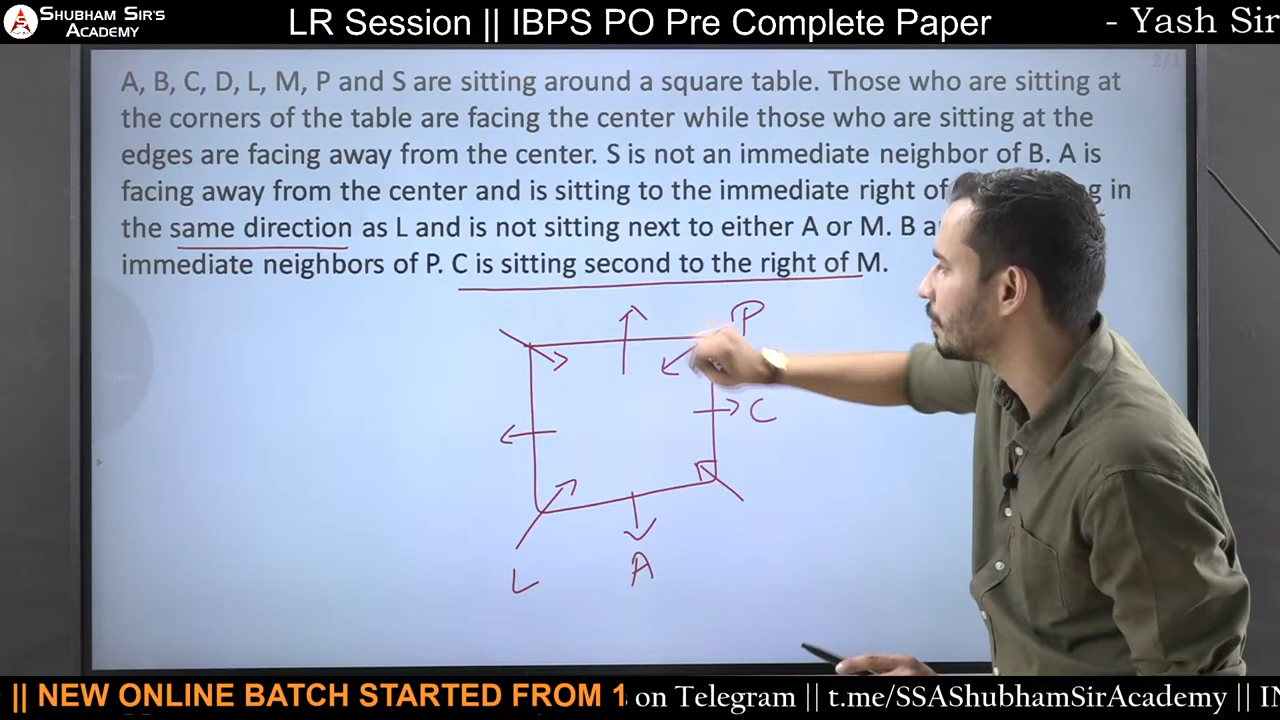 SHUBHAM SIR'S
ACADEMY
LR Session || IBPS PO Pre Complete Paper
- Yash Sir
A, B, C, D, L, M, P and S are sitting around a square table. Those who are sitting at
the corners of the table are facing the center while those who are sitting at the
edges are facing away from the center. S is not an immediate neighbor of B. A is
facing away from the center and is sitting to the immediate right of in
the same direction as L and is not sitting next to either A or M. B
immediate neighbors of P. C is sitting second to the right of M.
P
C
L
A
|| NEW ONLINE BATCH STARTED FROM 1
on Telegram || t.me/SSAShubhamSirAcademy ||